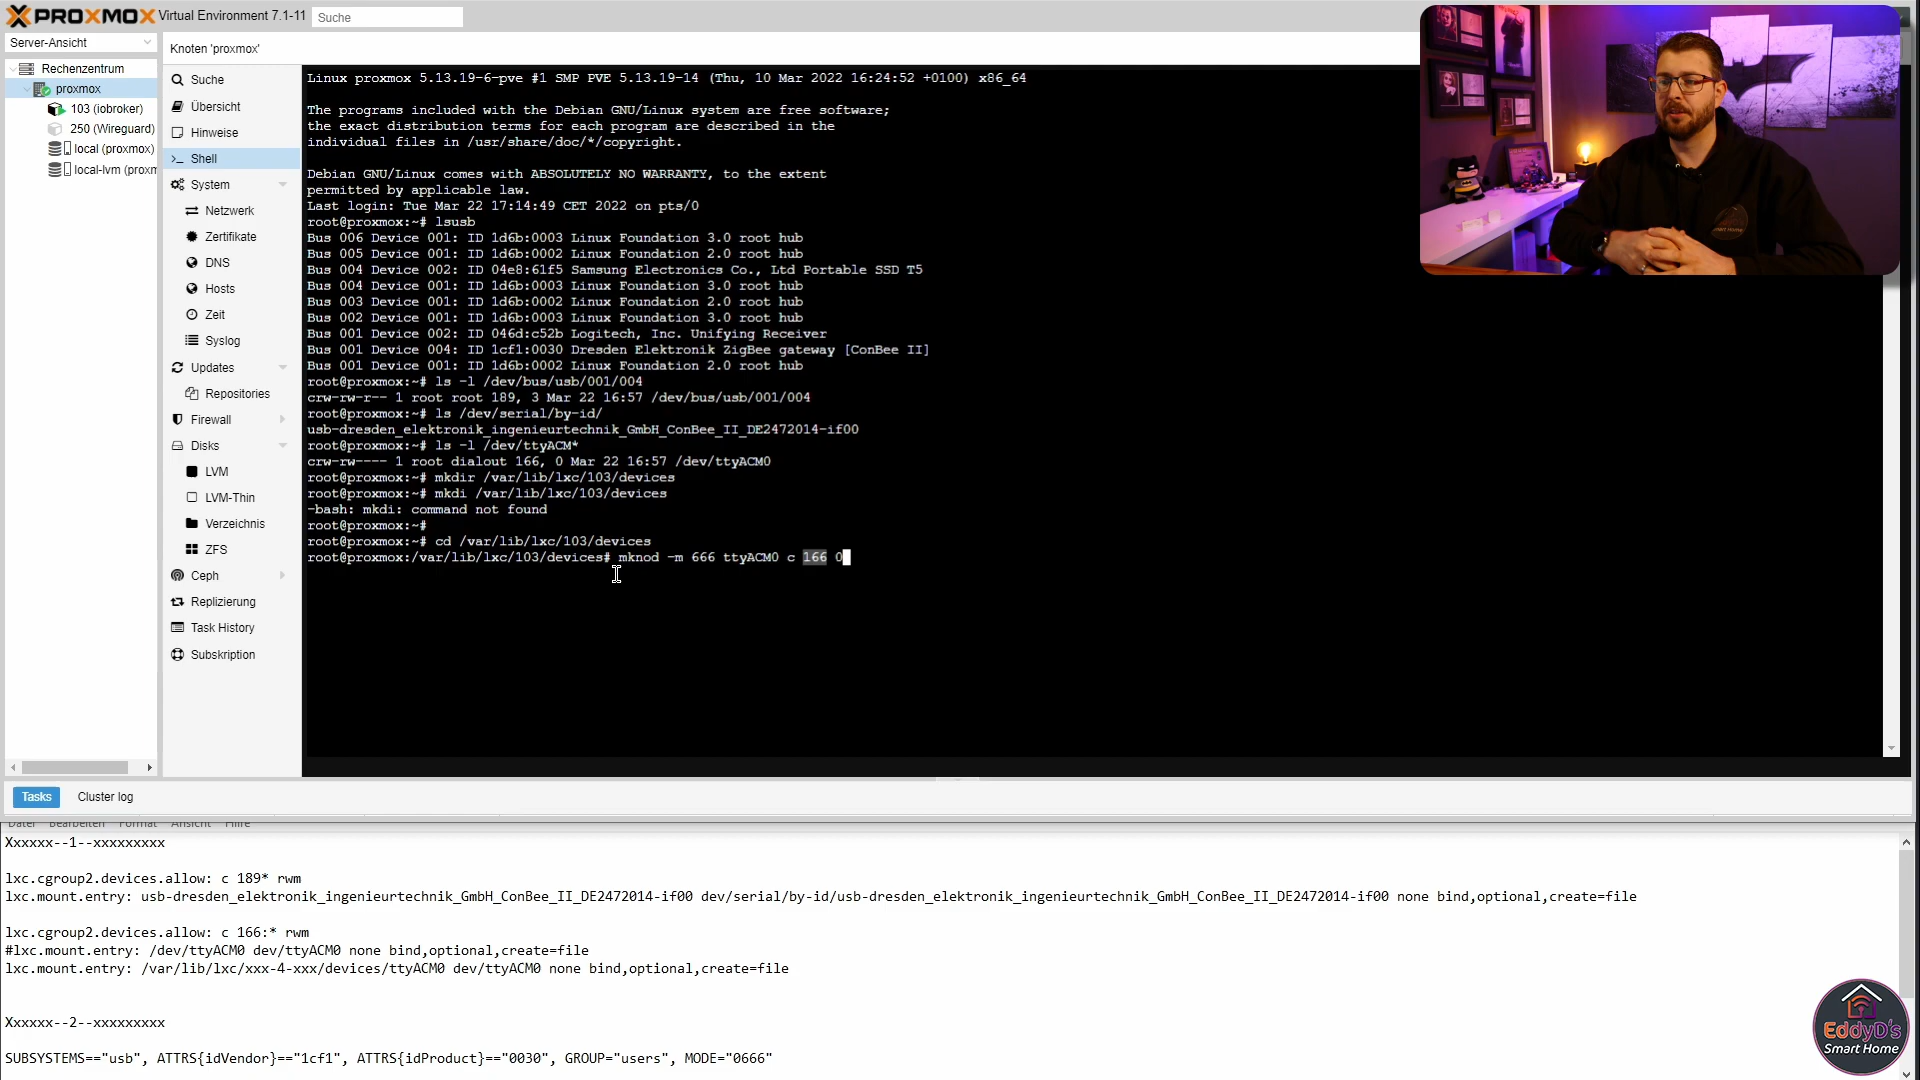 PROXMOX Virtual Environment 7.1-11 Suche
Server-Ansicht
Rechenzentrum
proxmox
103 (iobroker)
250 (Wireguard)
local (proxmox)
local-lvm (proxm
Knoten 'proxmox'
Suche
Übersicht
Hinweise
Shell
System
Netzwerk
Zertifikate
DNS
Hosts
Zeit
Syslog
Updates
Repositories
Firewall
Disks
LVM
LVM-Thin
Verzeichnis
ZFS
Ceph
Replizierung
Task History
Subskription
Linux proxmox 5.13.19-6-pve #1 SMP PVE 5.13.19-14 (Thu, 10 Mar 2022 16:24:52 +0100) x86_64
The programs included with the Debian GNU/Linux system are free software;
the exact distribution terms for each program are described in the
individual files in /usr/share/doc/*/copyright.
Debian GNU/Linux comes with ABSOLUTELY NO WARRANTY, to the extent
permitted by applicable law.
Last login: Tue Mar 22 17:14:49 CET 2022 on pts/0
root@proxmox:~# lsusb
Bus 006 Device 001: ID 1d6b:0003 Linux Foundation 3.0 root hub
Bus 005 Device 001: ID 1d6b:0002 Linux Foundation 2.0 root hub
Bus 004 Device 002: ID 04e8:61f5 Samsung Electronics Co., Ltd Portable SSD T5
Bus 004 Device 001: ID 1d6b:0003 Linux Foundation 3.0 root hub
Bus 003 Device 001: ID 1d6b:0002 Linux Foundation 2.0 root hub
Bus 002 Device 001: ID 1d6b:0003 Linux Foundation 3.0 root hub
Bus 001 Device 002: ID 046d:c52b Logitech, Inc. Unifying Receiver
Bus 001 Device 004: ID 1cf1:0030 Dresden Elektronik ZigBee gateway [ConBee II]
Bus 001 Device 001: ID 1d6b:0002 Linux Foundation 2.0 root hub
root@proxmox:~# ls -l /dev/bus/usb/001/004
crw-rw-r-- 1 root root 189, 3 Mar 22 16:57 /dev/bus/usb/001/004
root@proxmox:~# ls /dev/serial/by-id/
usb-dresden_elektronik_ingenieurtechnik_GmbH_ConBee_II_DE2472014-if00
root@proxmox:~# ls -l /dev/ttyACM*
crw-rw---- 1 root dialout 166, 0 Mar 22 16:57 /dev/ttyACM0
root@proxmox:~# mkdir /var/lib/lxc/103/devices
root@proxmox:~# mkdi /var/lib/lxc/103/devices
-bash: mkdi: command not found
root@proxmox:~#
root@proxmox:~# cd /var/lib/lxc/103/devices
root@proxmox:/var/lib/lxc/103/devices# mknod -m 666 ttyACM0 c 166 0
Tasks Cluster log
Datei Bearbeiten Format Ansicht Hilfe
Xxxxxx--1--xxxxxxxxx
lxc.cgroup2.devices.allow: c 189* rwm
lxc.mount.entry: usb-dresden_elektronik_ingenieurtechnik_GmbH_ConBee_II_DE2472014-if00 dev/serial/by-id/usb-dresden_elektronik_ingenieurtechnik_GmbH_ConBee_II_DE2472014-if00 none bind,optional,create=file
lxc.cgroup2.devices.allow: c 166:* rwm
#lxc.mount.entry: /dev/ttyACM0 dev/ttyACM0 none bind,optional,create=file
lxc.mount.entry: /var/lib/lxc/xxx-4-xxx/devices/ttyACM0 dev/ttyACM0 none bind,optional,create=file
Xxxxxx--2--xxxxxxxxx
SUBSYSTEMS=="usb", ATTRS{idVendor}=="1cf1", ATTRS{idProduct}=="0030", GROUP="users", MODE="0666"
EddyD's
Smart Home